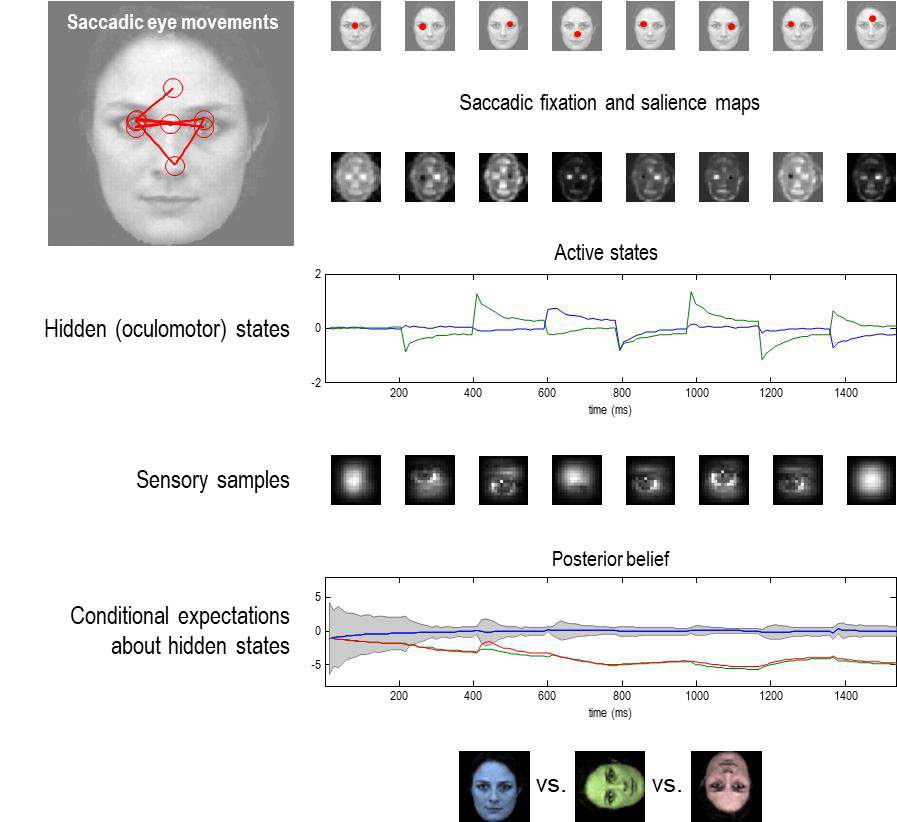 Saccadic eye movements
Saccadic fixation and salience maps
Active states
Hidden (oculomotor) states
2
0
-2
200 400 600 800 1000 1200 1400
time (ms)
Sensory samples
Posterior belief
Conditional expectations
about hidden states
5
0
-5
200 400 600 800 1000 1200 1400
time (ms)
vs. vs.